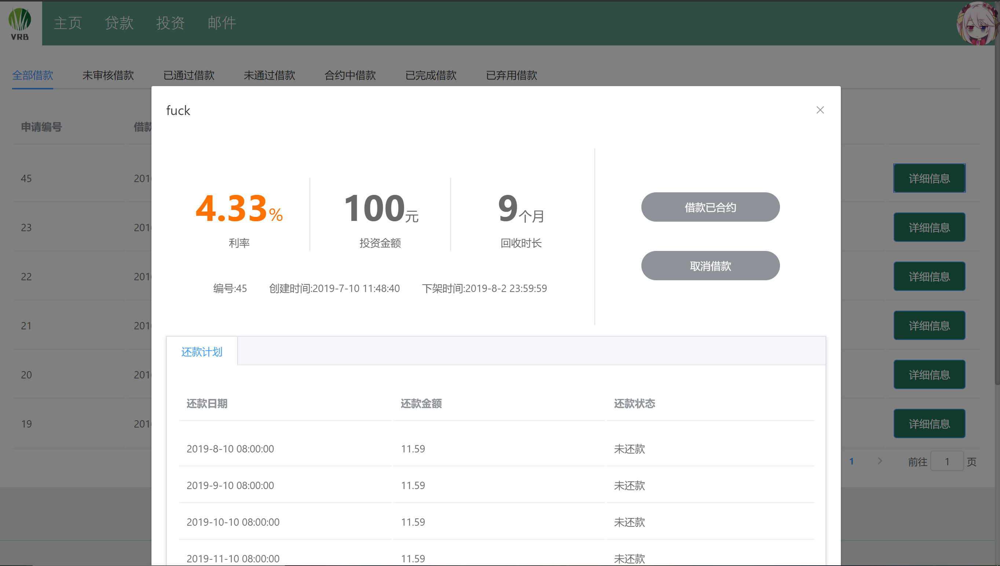 VRB
主页 贷款 投资 邮件
全部借款 未审核借款 已通过借款 未通过借款 合约中借款 已完成借款 已弃用借款
fuck
申请编号 借款
45 201
详细信息
23 201
详细信息
22 201
详细信息
21 201
详细信息
20 201
详细信息
19 201
详细信息
4.33% 100元 9个月
利率 投资金额 回收时长
借款已合约
取消借款
编号:45 创建时间:2019-7-10 11:48:40 下架时间:2019-8-2 23:59:59
还款计划
还款日期 还款金额 还款状态
2019-8-10 08:00:00 11.59 未还款
2019-9-10 08:00:00 11.59 未还款
2019-10-10 08:00:00 11.59 未还款
2019-11-10 08:00:00 11.59 未还款
1 前往 1 页